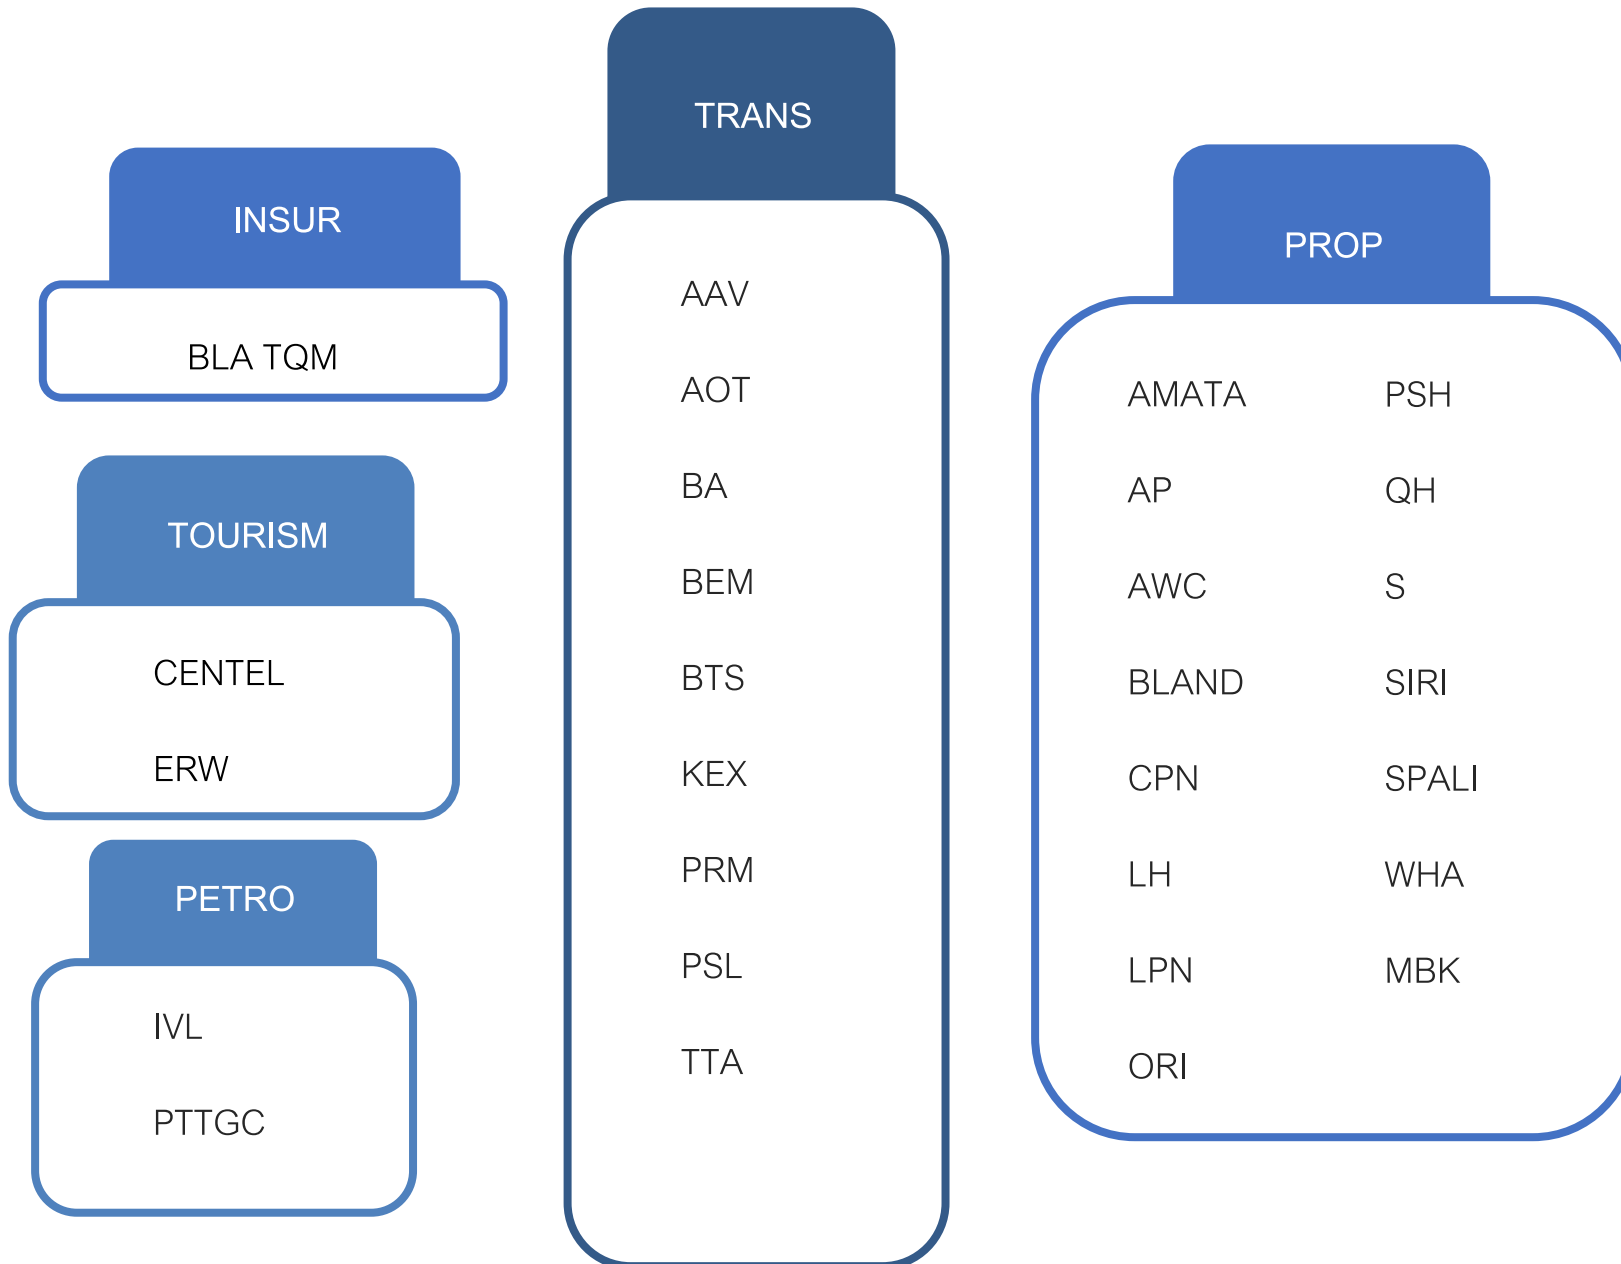 INSUR
BLA TQM
TOURISM
CENTEL
ERW
PETRO
IVL
PTTGC
TRANS
AAV
AOT
BA
BEM
BTS
KEX
PRM
PSL
TTA
PROP
AMATA
AP
AWC
BLAND
CPN
LH
LPN
ORI
PSH
QH
S
SIRI
SPALI
WHA
MBK